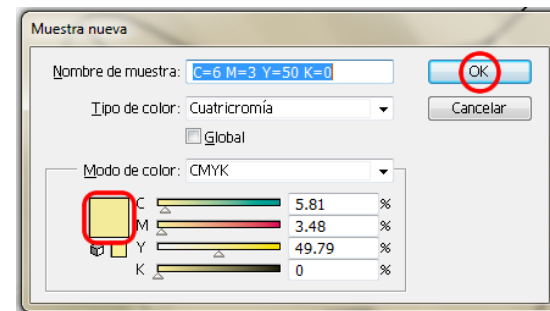 Muestra nueva
Nombre de muestra: C=6 M=3 Y=50 K=0
OK
Tipo de color: Cuatricromía
Cancelar
Global
Modo de color: CMYK
C 5.81 %
M 3.48 %
Y 49.79 %
K 0 %